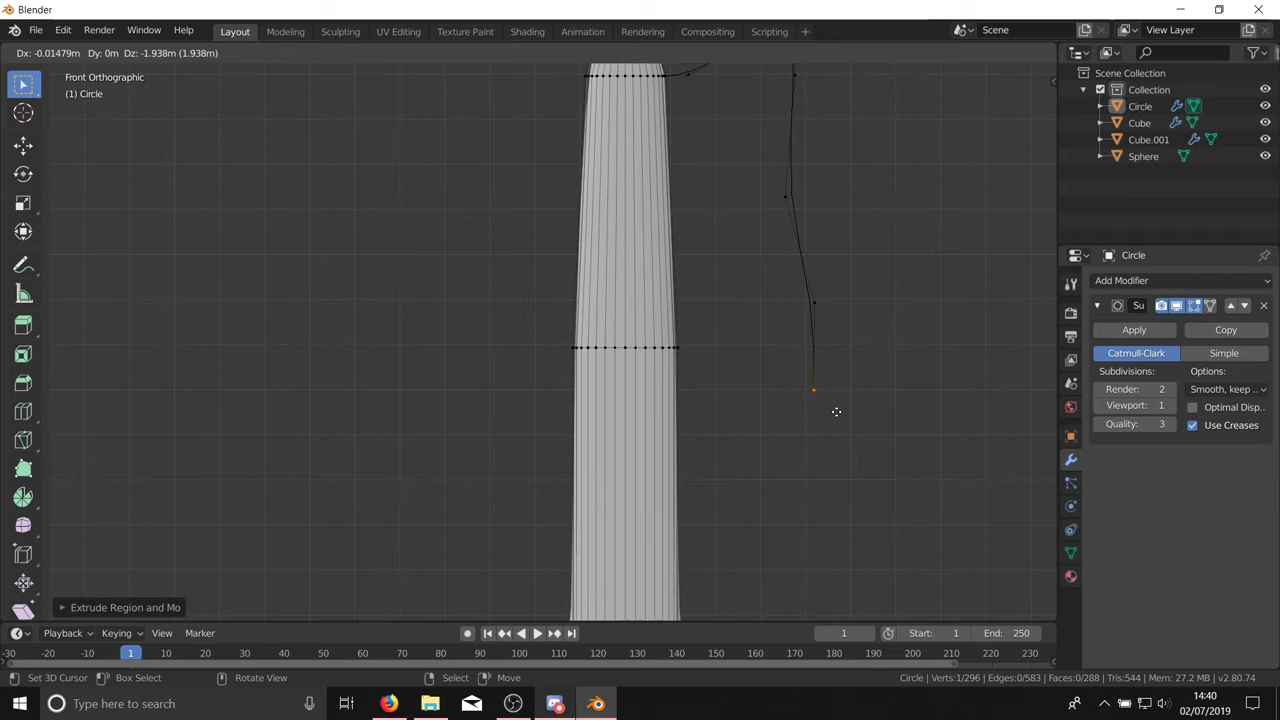 Blender
File Edit Render Window Help Layout Modeling Sculpting UV Editing Texture Paint Shading Animation Rendering Compositing Scripting + Scene View Layer
Dx: -0.01479m Dy: 0m Dz: -1.938m (1.938m)
Front Orthographic
(1) Circle
Scene Collection
Collection
Circle
Cube
Cube.001
Sphere
Circle
Add Modifier
Su
Apply Copy
Catmull-Clark Simple
Subdivisions: Options:
Render: 2 Smooth, keep ..
Viewport: 1 Optimal Disp..
Quality: 3 Use Creases
Extrude Region and Mo
Playback Keying View Marker 1 Start: 1 End: 250
-30 -20 -10 1 10 20 30 40 50 60 70 80 90 100 110 120 130 140 150 160 170 180 190 200 210 220 230
Set 3D Cursor Box Select Rotate View Select Move Circle | Verts:1/296 | Edges:0/583 | Faces:0/288 | Tris:544 | Mem: 27.2 MB | v2.80.74
Type here to search
14:40
02/07/2019